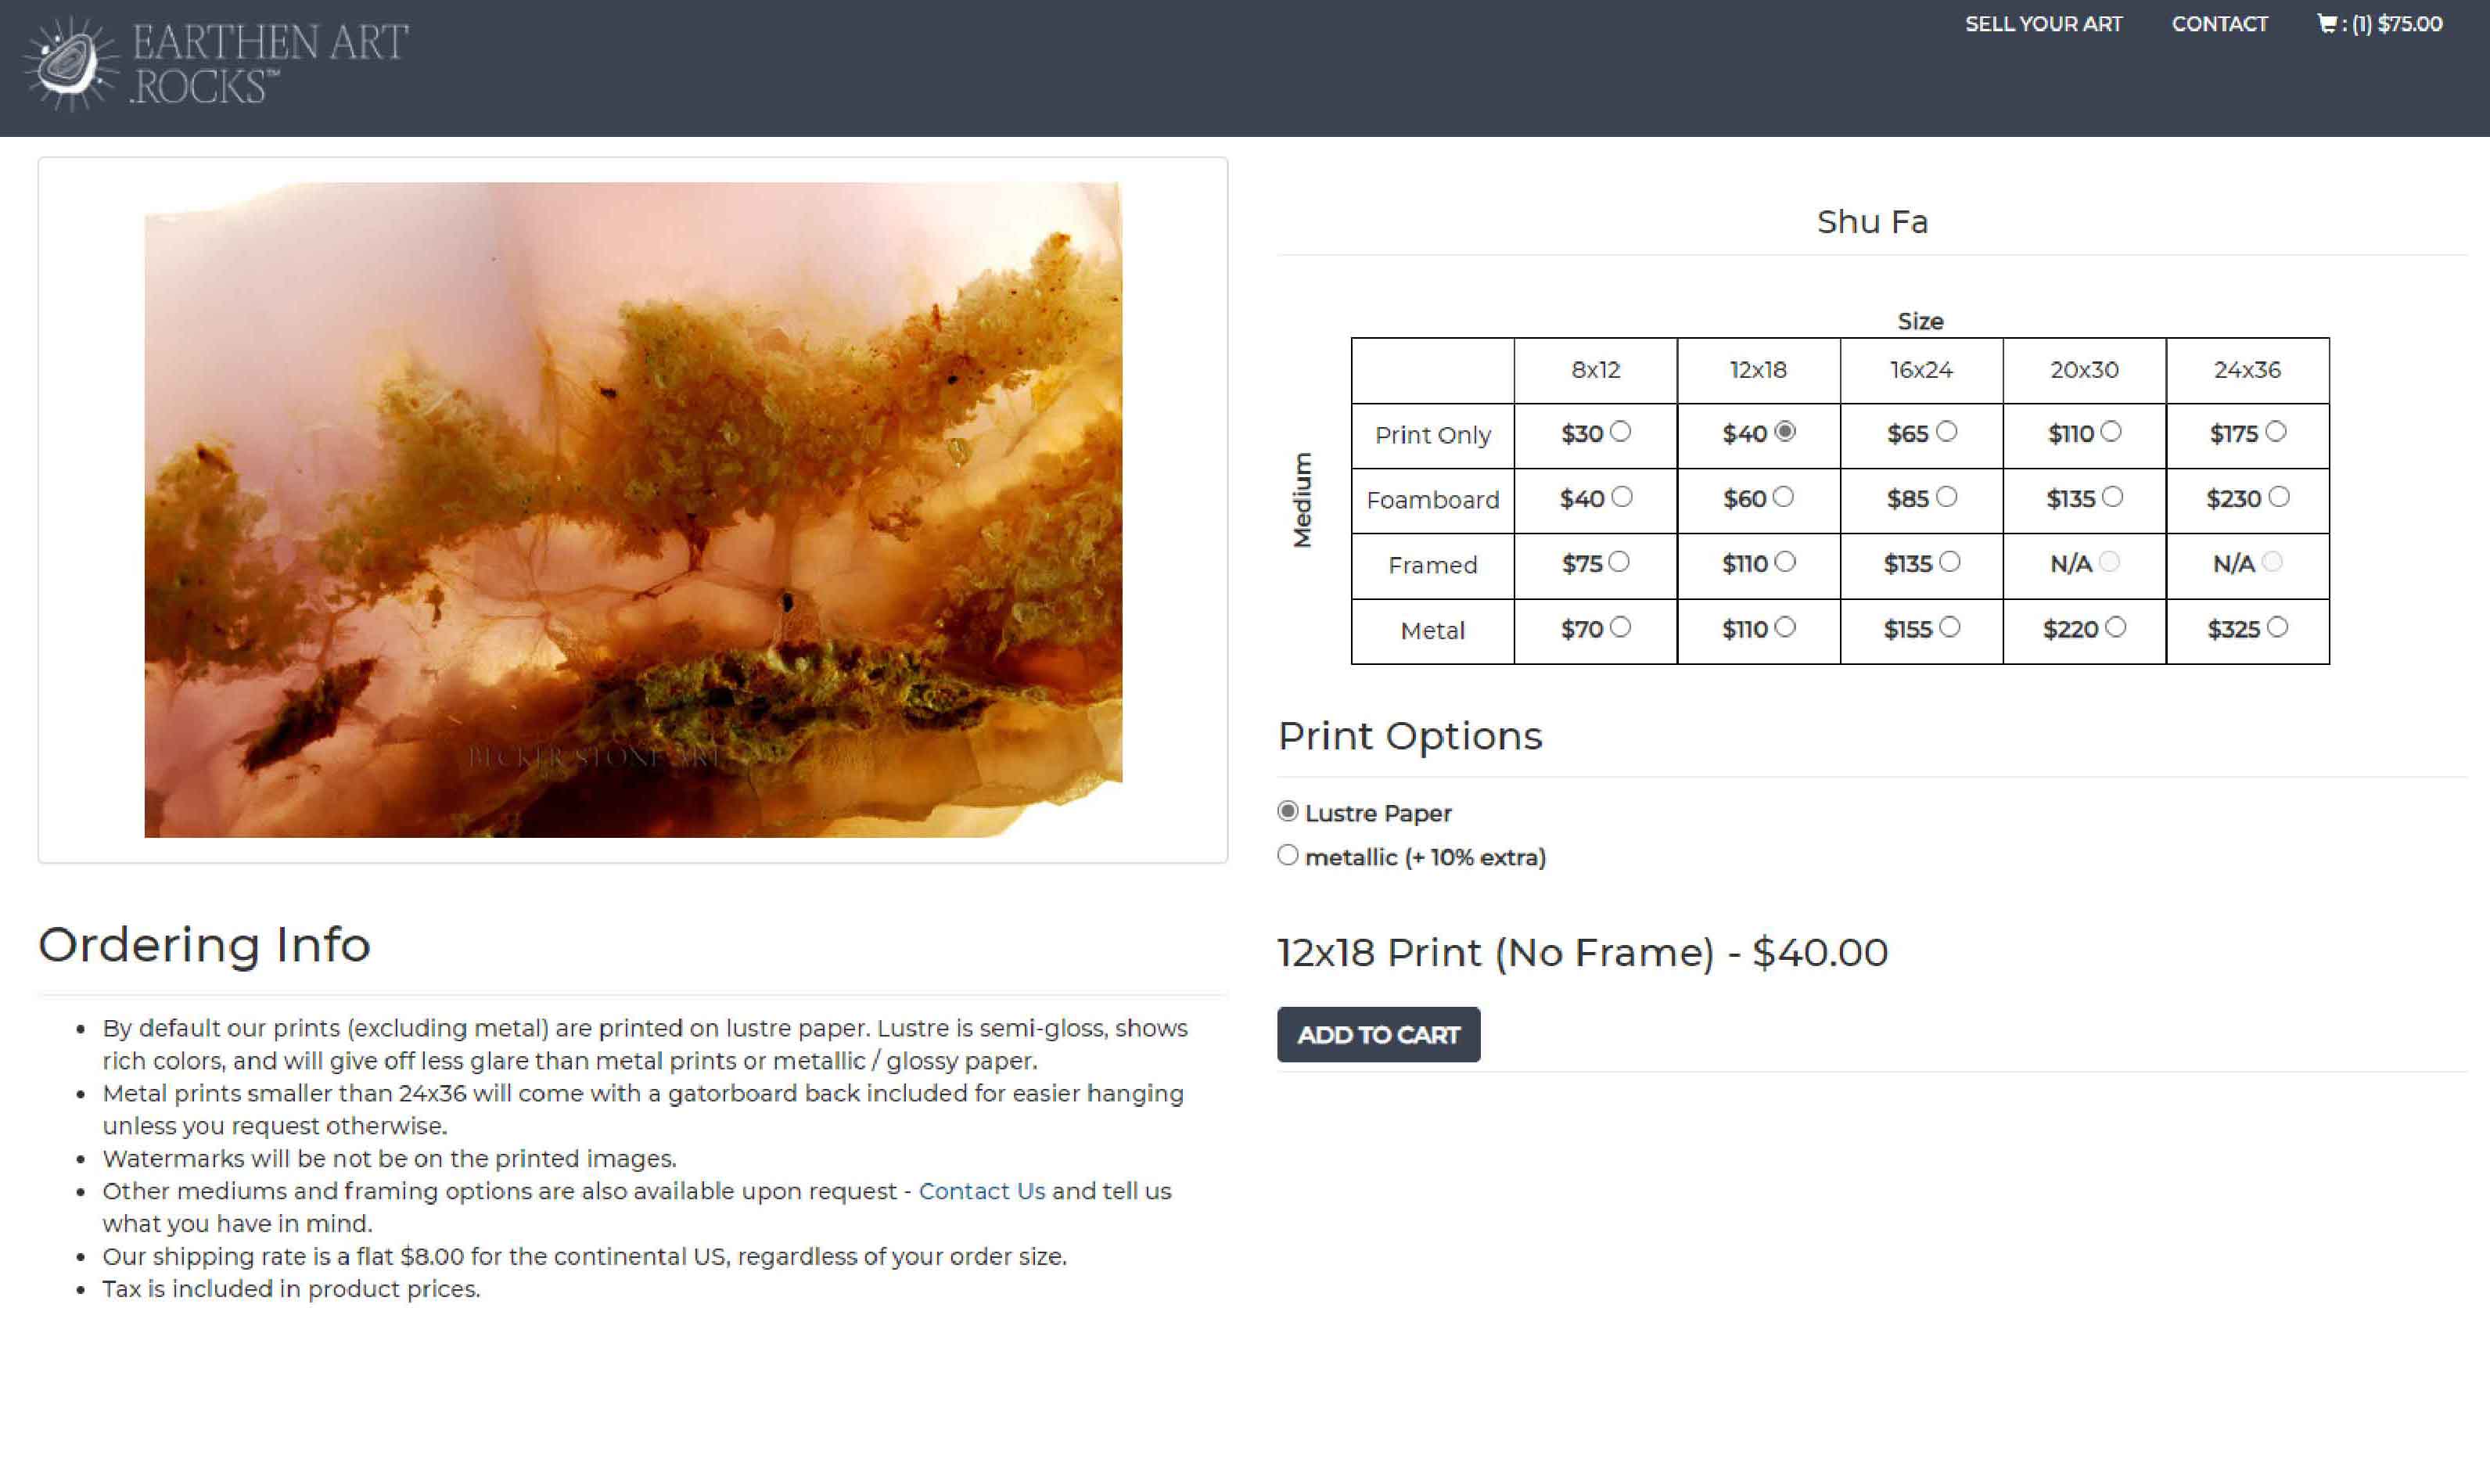 EARTHEN ART
.ROCKS™
SELL YOUR ART
CONTACT
: (1) $75.00
BECKER STONE ART
Shu Fa
Size
Medium
8x12 12x18 16x24 20x30 24x36
Print Only $30 $40 $65 $110 $175
Foamboard $40 $60 $85 $135 $230
Framed $75 $110 $135 N/A N/A
Metal $70 $110 $155 $220 $325
Print Options
Lustre Paper
metallic (+ 10% extra)
12x18 Print (No Frame) - $40.00
ADD TO CART
Ordering Info
• By default our prints (excluding metal) are printed on lustre paper. Lustre is semi-gloss, shows
rich colors, and will give off less glare than metal prints or metallic / glossy paper.
• Metal prints smaller than 24x36 will come with a gatorboard back included for easier hanging
unless you request otherwise.
• Watermarks will be not be on the printed images.
• Other mediums and framing options are also available upon request - Contact Us and tell us
what you have in mind.
• Our shipping rate is a flat $8.00 for the continental US, regardless of your order size.
• Tax is included in product prices.